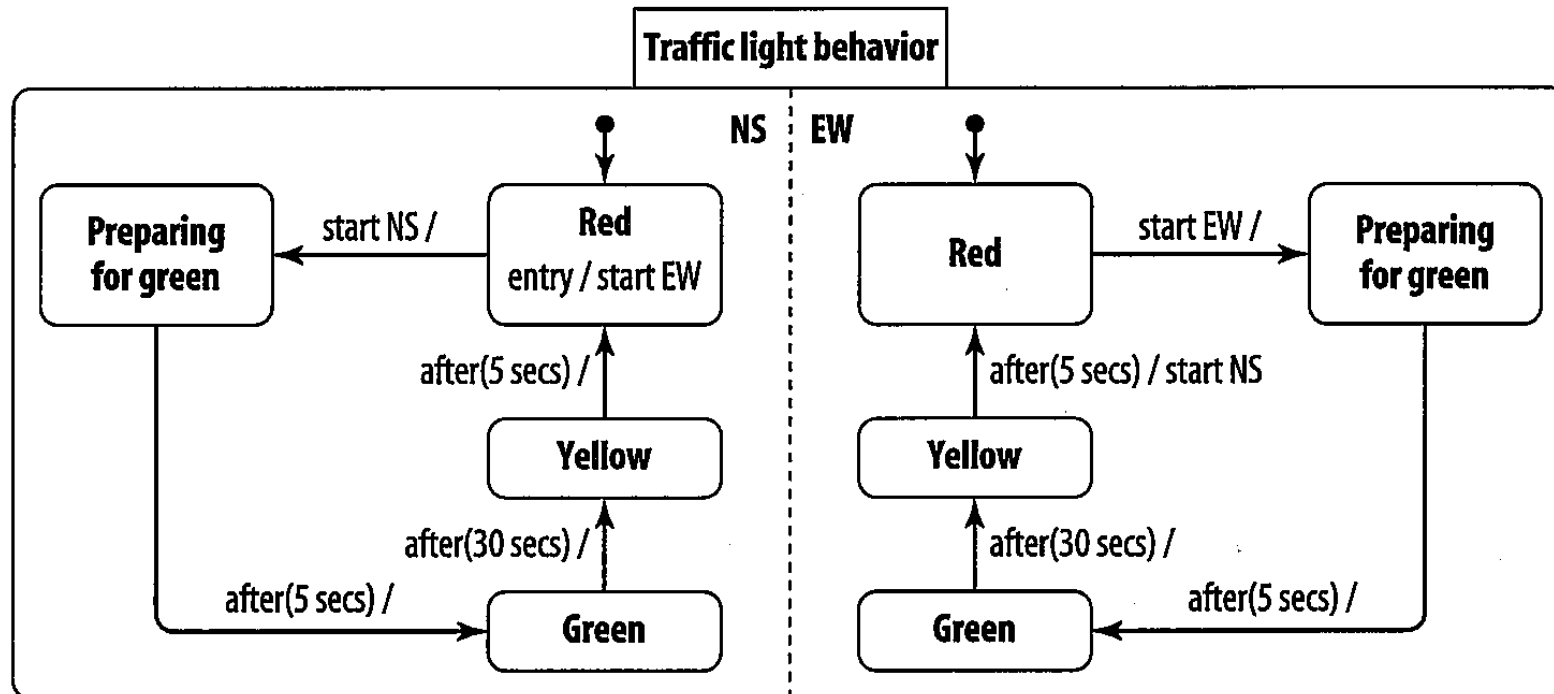 Traffic light behavior
NS
EW
Preparing
for green
start NS /
Red
entry / start EW
after(5 secs) /
Yellow
after(30 secs) /
after(5 secs) /
Green
Red
start EW /
Preparing
for green
after(5 secs) / start NS
Yellow
after(30 secs) /
after(5 secs) /
Green